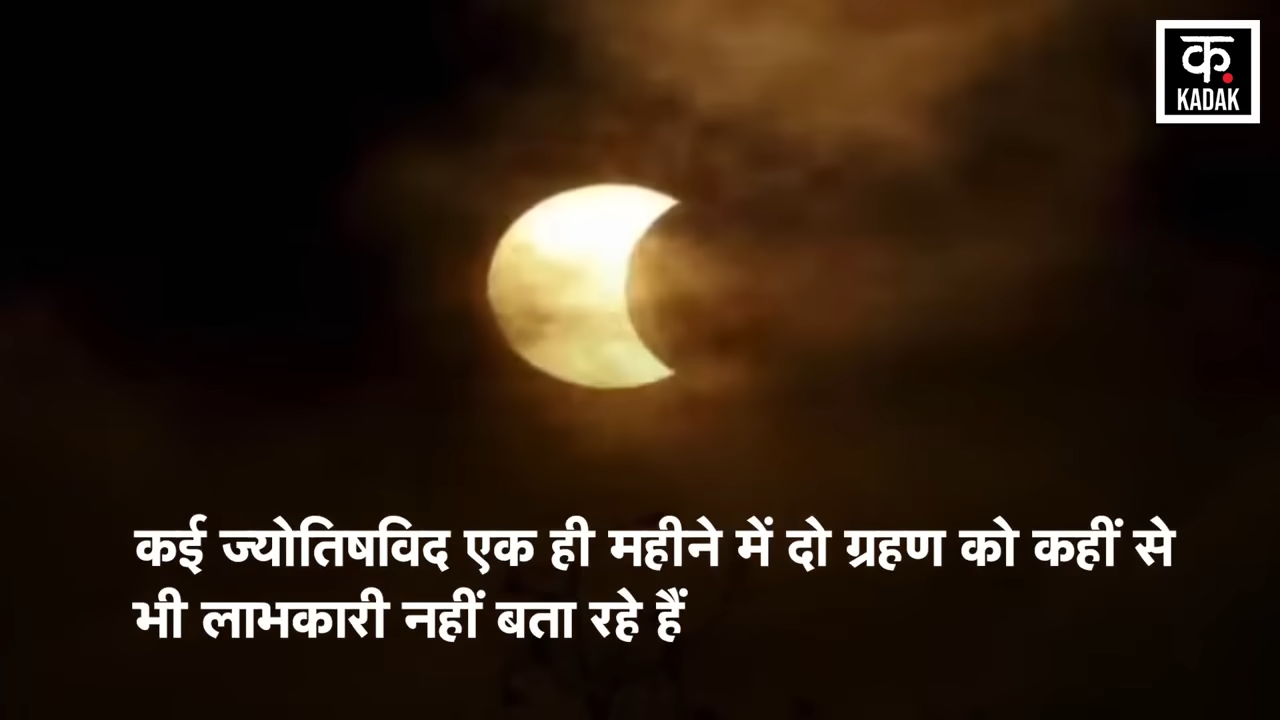 क
KADAK
कई ज्योतिषविद एक ही महीने में दो ग्रहण को कहीं से
भी लाभकारी नहीं बता रहे हैं